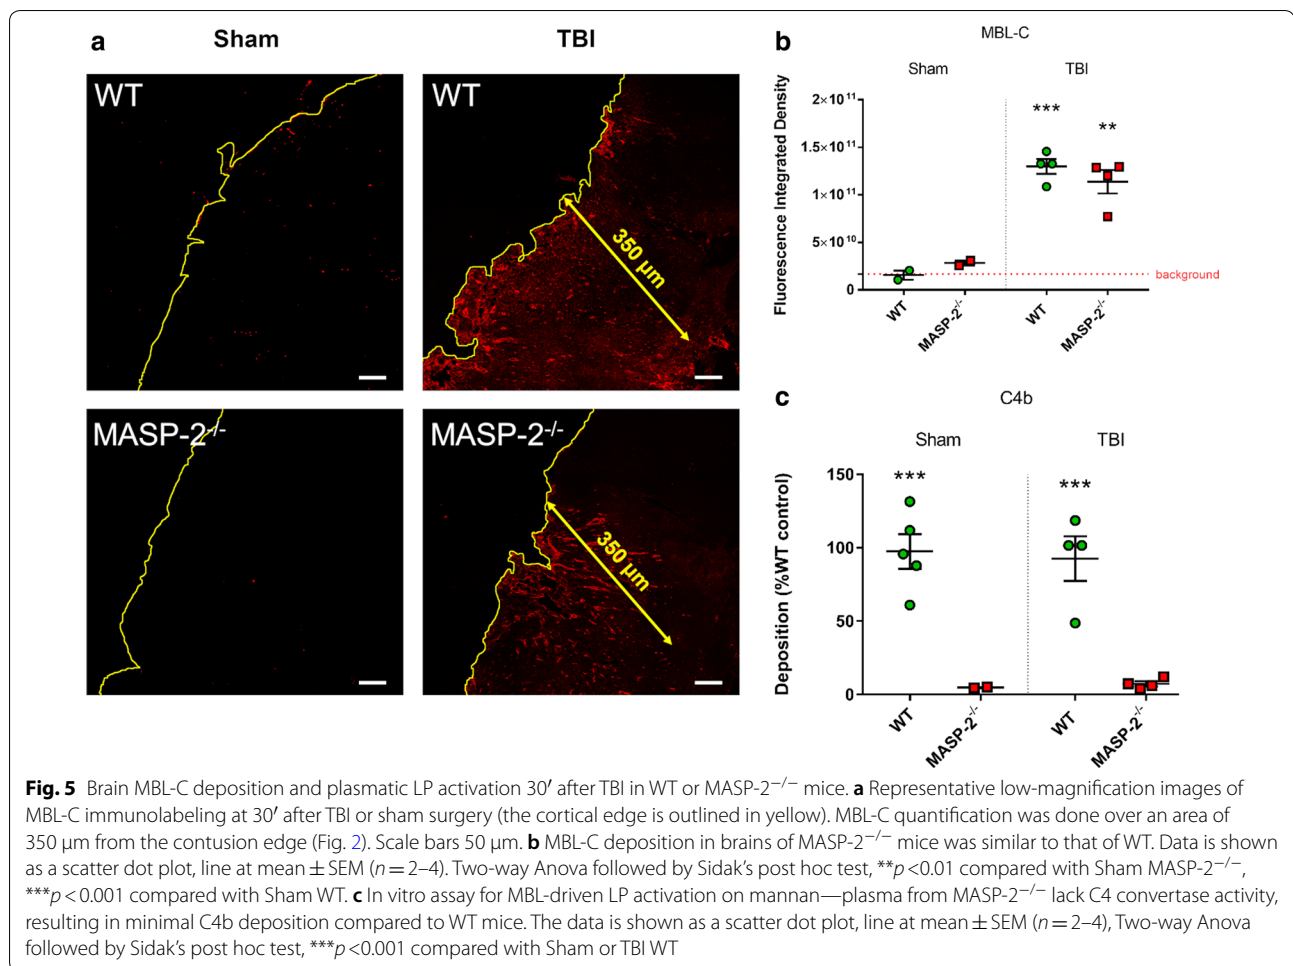 a
Sham
TBI
WT
WT
350 µm
MASP-2-/-
MASP-2-/-
350 µm
b
MBL-C
Sham
TBI
Fluorescence Integrated Density
2×10 11
1.5×10 11
1×10 11
5×10 10
0
***
**
background
WT
MASP-2-/-
WT
MASP-2-/-
c
C4b
Sham
TBI
Deposition (%WT control)
150
100
50
0
***
***
WT
MASP-2-/-
WT
MASP-2-/-
Fig. 5 Brain MBL-C deposition and plasmatic LP activation 30′ after TBI in WT or MASP-2−/− mice. a Representative low-magnification images of
MBL-C immunolabeling at 30′ after TBI or sham surgery (the cortical edge is outlined in yellow). MBL-C quantification was done over an area of
350 µm from the contusion edge (Fig. 2). Scale bars 50 µm. b MBL-C deposition in brains of MASP-2−/− mice was similar to that of WT. Data is shown
as a scatter dot plot, line at mean ± SEM (n = 2–4). Two-way Anova followed by Sidak's post hoc test, **p <0.01 compared with Sham MASP-2−/−,
***p < 0.001 compared with Sham WT. c In vitro assay for MBL-driven LP activation on mannan—plasma from MASP-2−/− lack C4 convertase activity,
resulting in minimal C4b deposition compared to WT mice. The data is shown as a scatter dot plot, line at mean ± SEM (n = 2–4), Two-way Anova
followed by Sidak's post hoc test, ***p <0.001 compared with Sham or TBI WT